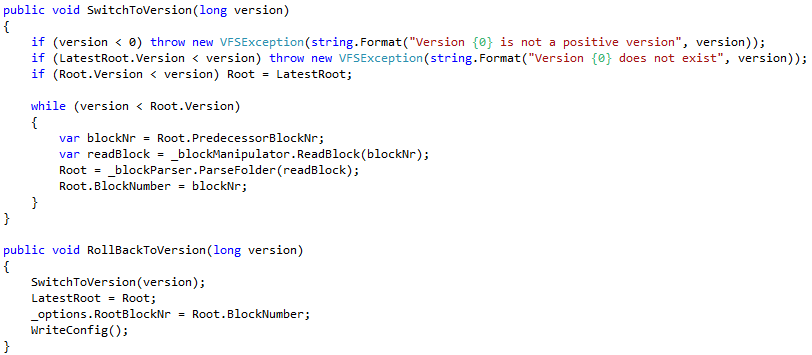 public void SwitchToVersion(long version)
{
    if (version < 0) throw new VFSException(string.Format("Version {0} is not a positive version", version));
    if (LatestRoot.Version < version) throw new VFSException(string.Format("Version {0} does not exist", version));
    if (Root.Version < version) Root = LatestRoot;

    while (version < Root.Version)
    {
        var blockNr = Root.PredecessorBlockNr;
        var readBlock = _blockManipulator.ReadBlock(blockNr);
        Root = _blockParser.ParseFolder(readBlock);
        Root.BlockNumber = blockNr;
    }
}

public void RollBackToVersion(long version)
{
    SwitchToVersion(version);
    LatestRoot = Root;
    _options.RootBlockNr = Root.BlockNumber;
    WriteConfig();
}